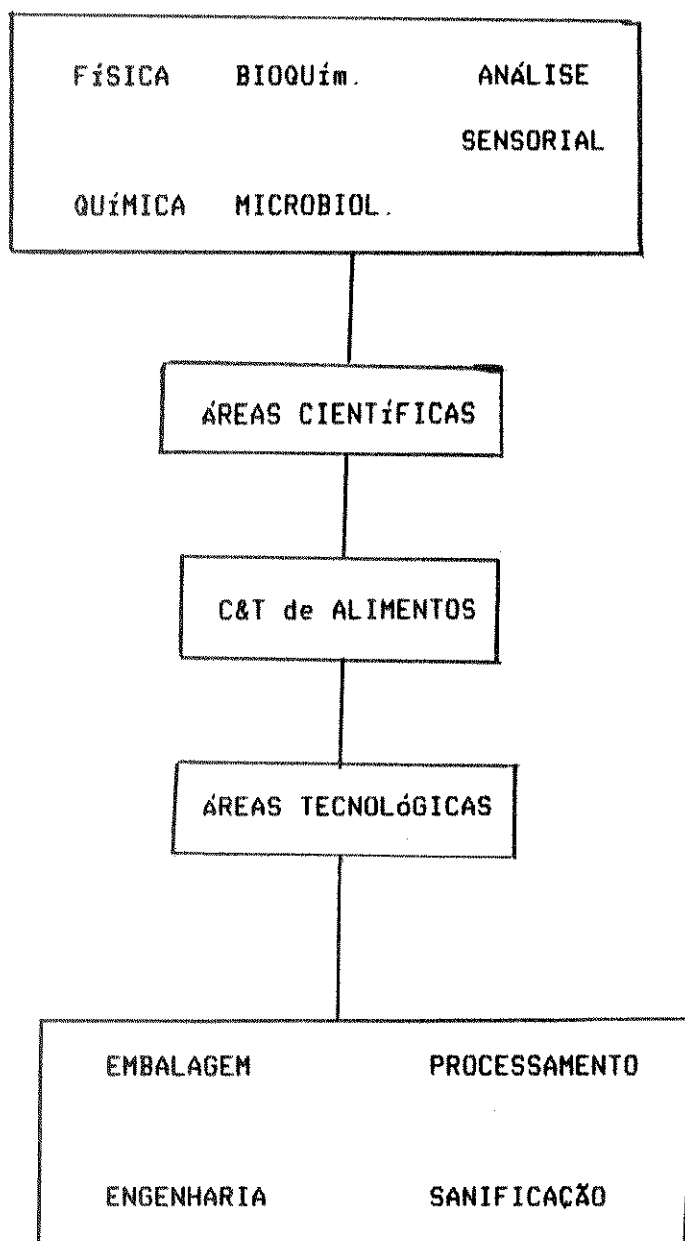 FíSICA BIOQUím. ANÁLISE
SENSORIAL
QUíMICA MICROBIOL.
ÁREAS CIENTíFICAS
C&T de ALIMENTOS
ÁREAS TECNOLóGICAS
EMBALAGEM PROCESSAMENTO
ENGENHARIA SANIFICAÇÃO